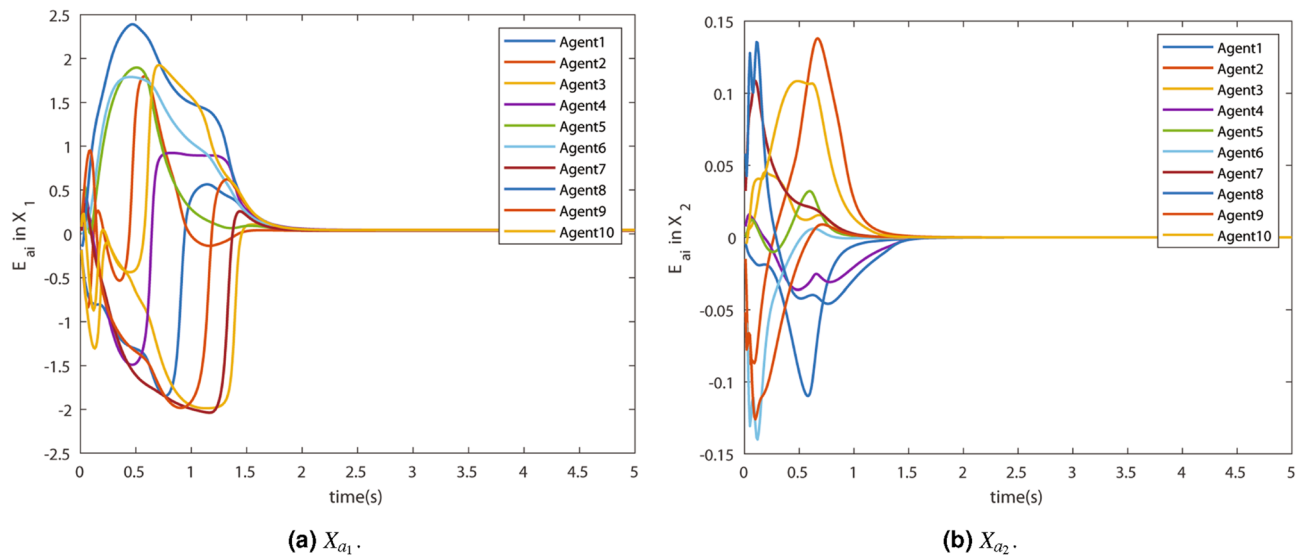 2.5
2
1.5
1
0.5
0
-0.5
-1
-1.5
-2
-2.5
E ai in X 1
0 0.5 1 1.5 2 2.5 3 3.5 4 4.5 5
time(s)
Agent1
Agent2
Agent3
Agent4
Agent5
Agent6
Agent7
Agent8
Agent9
Agent10
(a) Xa1.
0.15
0.1
0.05
0
-0.05
-0.1
-0.15
E ai in X 2
0 0.5 1 1.5 2 2.5 3 3.5 4 4.5 5
time(s)
Agent1
Agent2
Agent3
Agent4
Agent5
Agent6
Agent7
Agent8
Agent9
Agent10
(b) Xa2.